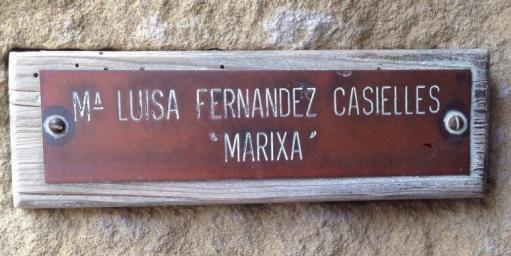 Mª LUISA FERNANDEZ CASIELLES
"MARIXA"